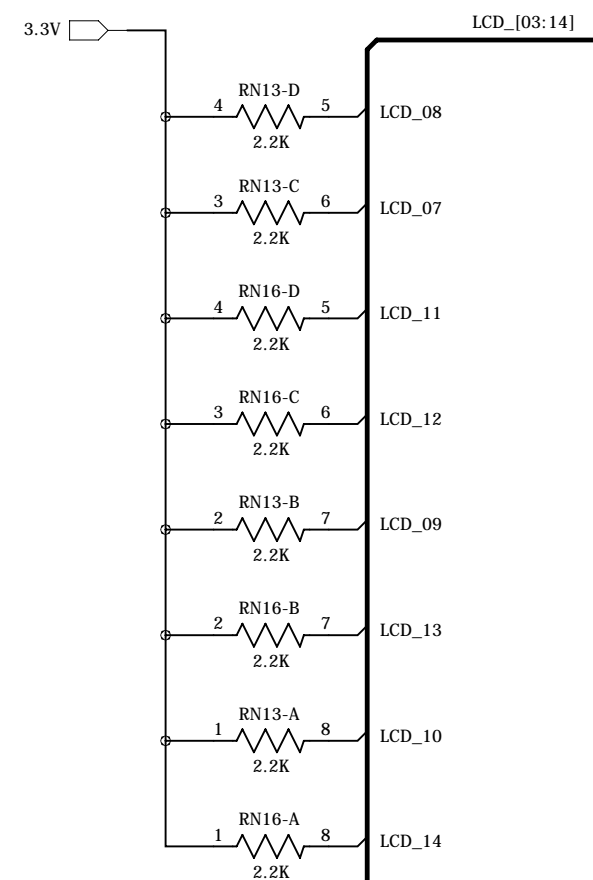 LCD_[03:14]
3.3V
RN13-D
4 5 LCD_08
2.2K
RN13-C
3 6 LCD_07
2.2K
RN16-D
4 5 LCD_11
2.2K
RN16-C
3 6 LCD_12
2.2K
RN13-B
2 7 LCD_09
2.2K
RN16-B
2 7 LCD_13
2.2K
RN13-A
1 8 LCD_10
2.2K
RN16-A
1 8 LCD_14
2.2K